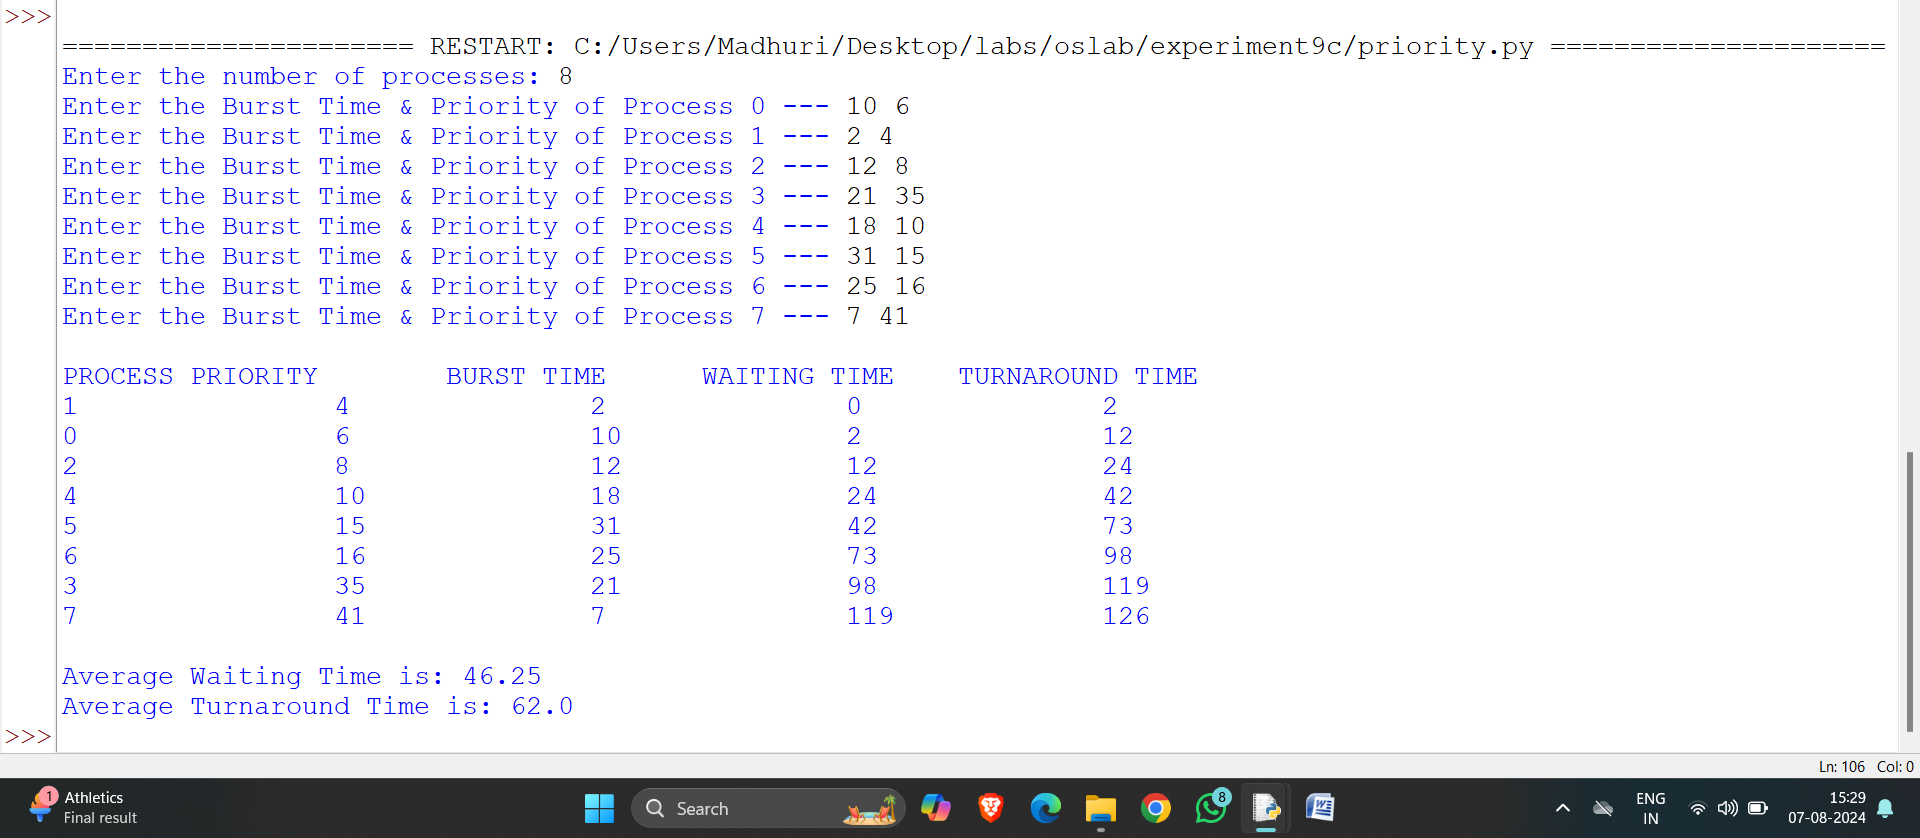 >>>
====================== RESTART: C:/Users/Madhuri/Desktop/labs/oslab/experiment9c/priority.py =====================
Enter the number of processes: 8
Enter the Burst Time & Priority of Process 0 --- 10 6
Enter the Burst Time & Priority of Process 1 --- 2 4
Enter the Burst Time & Priority of Process 2 --- 12 8
Enter the Burst Time & Priority of Process 3 --- 21 35
Enter the Burst Time & Priority of Process 4 --- 18 10
Enter the Burst Time & Priority of Process 5 --- 31 15
Enter the Burst Time & Priority of Process 6 --- 25 16
Enter the Burst Time & Priority of Process 7 --- 7 41
PROCESS PRIORITY BURST TIME WAITING TIME TURNAROUND TIME
1 4 2 0 2
0 6 10 2 12
2 8 12 12 24
4 10 18 24 42
5 15 31 42 73
6 16 25 73 98
3 35 21 98 119
7 41 7 119 126
Average Waiting Time is: 46.25
Average Turnaround Time is: 62.0
>>>
Ln: 106 Col: 0
1
Athletics
Final result
Search
8
ENG
IN
15:29
07-08-2024